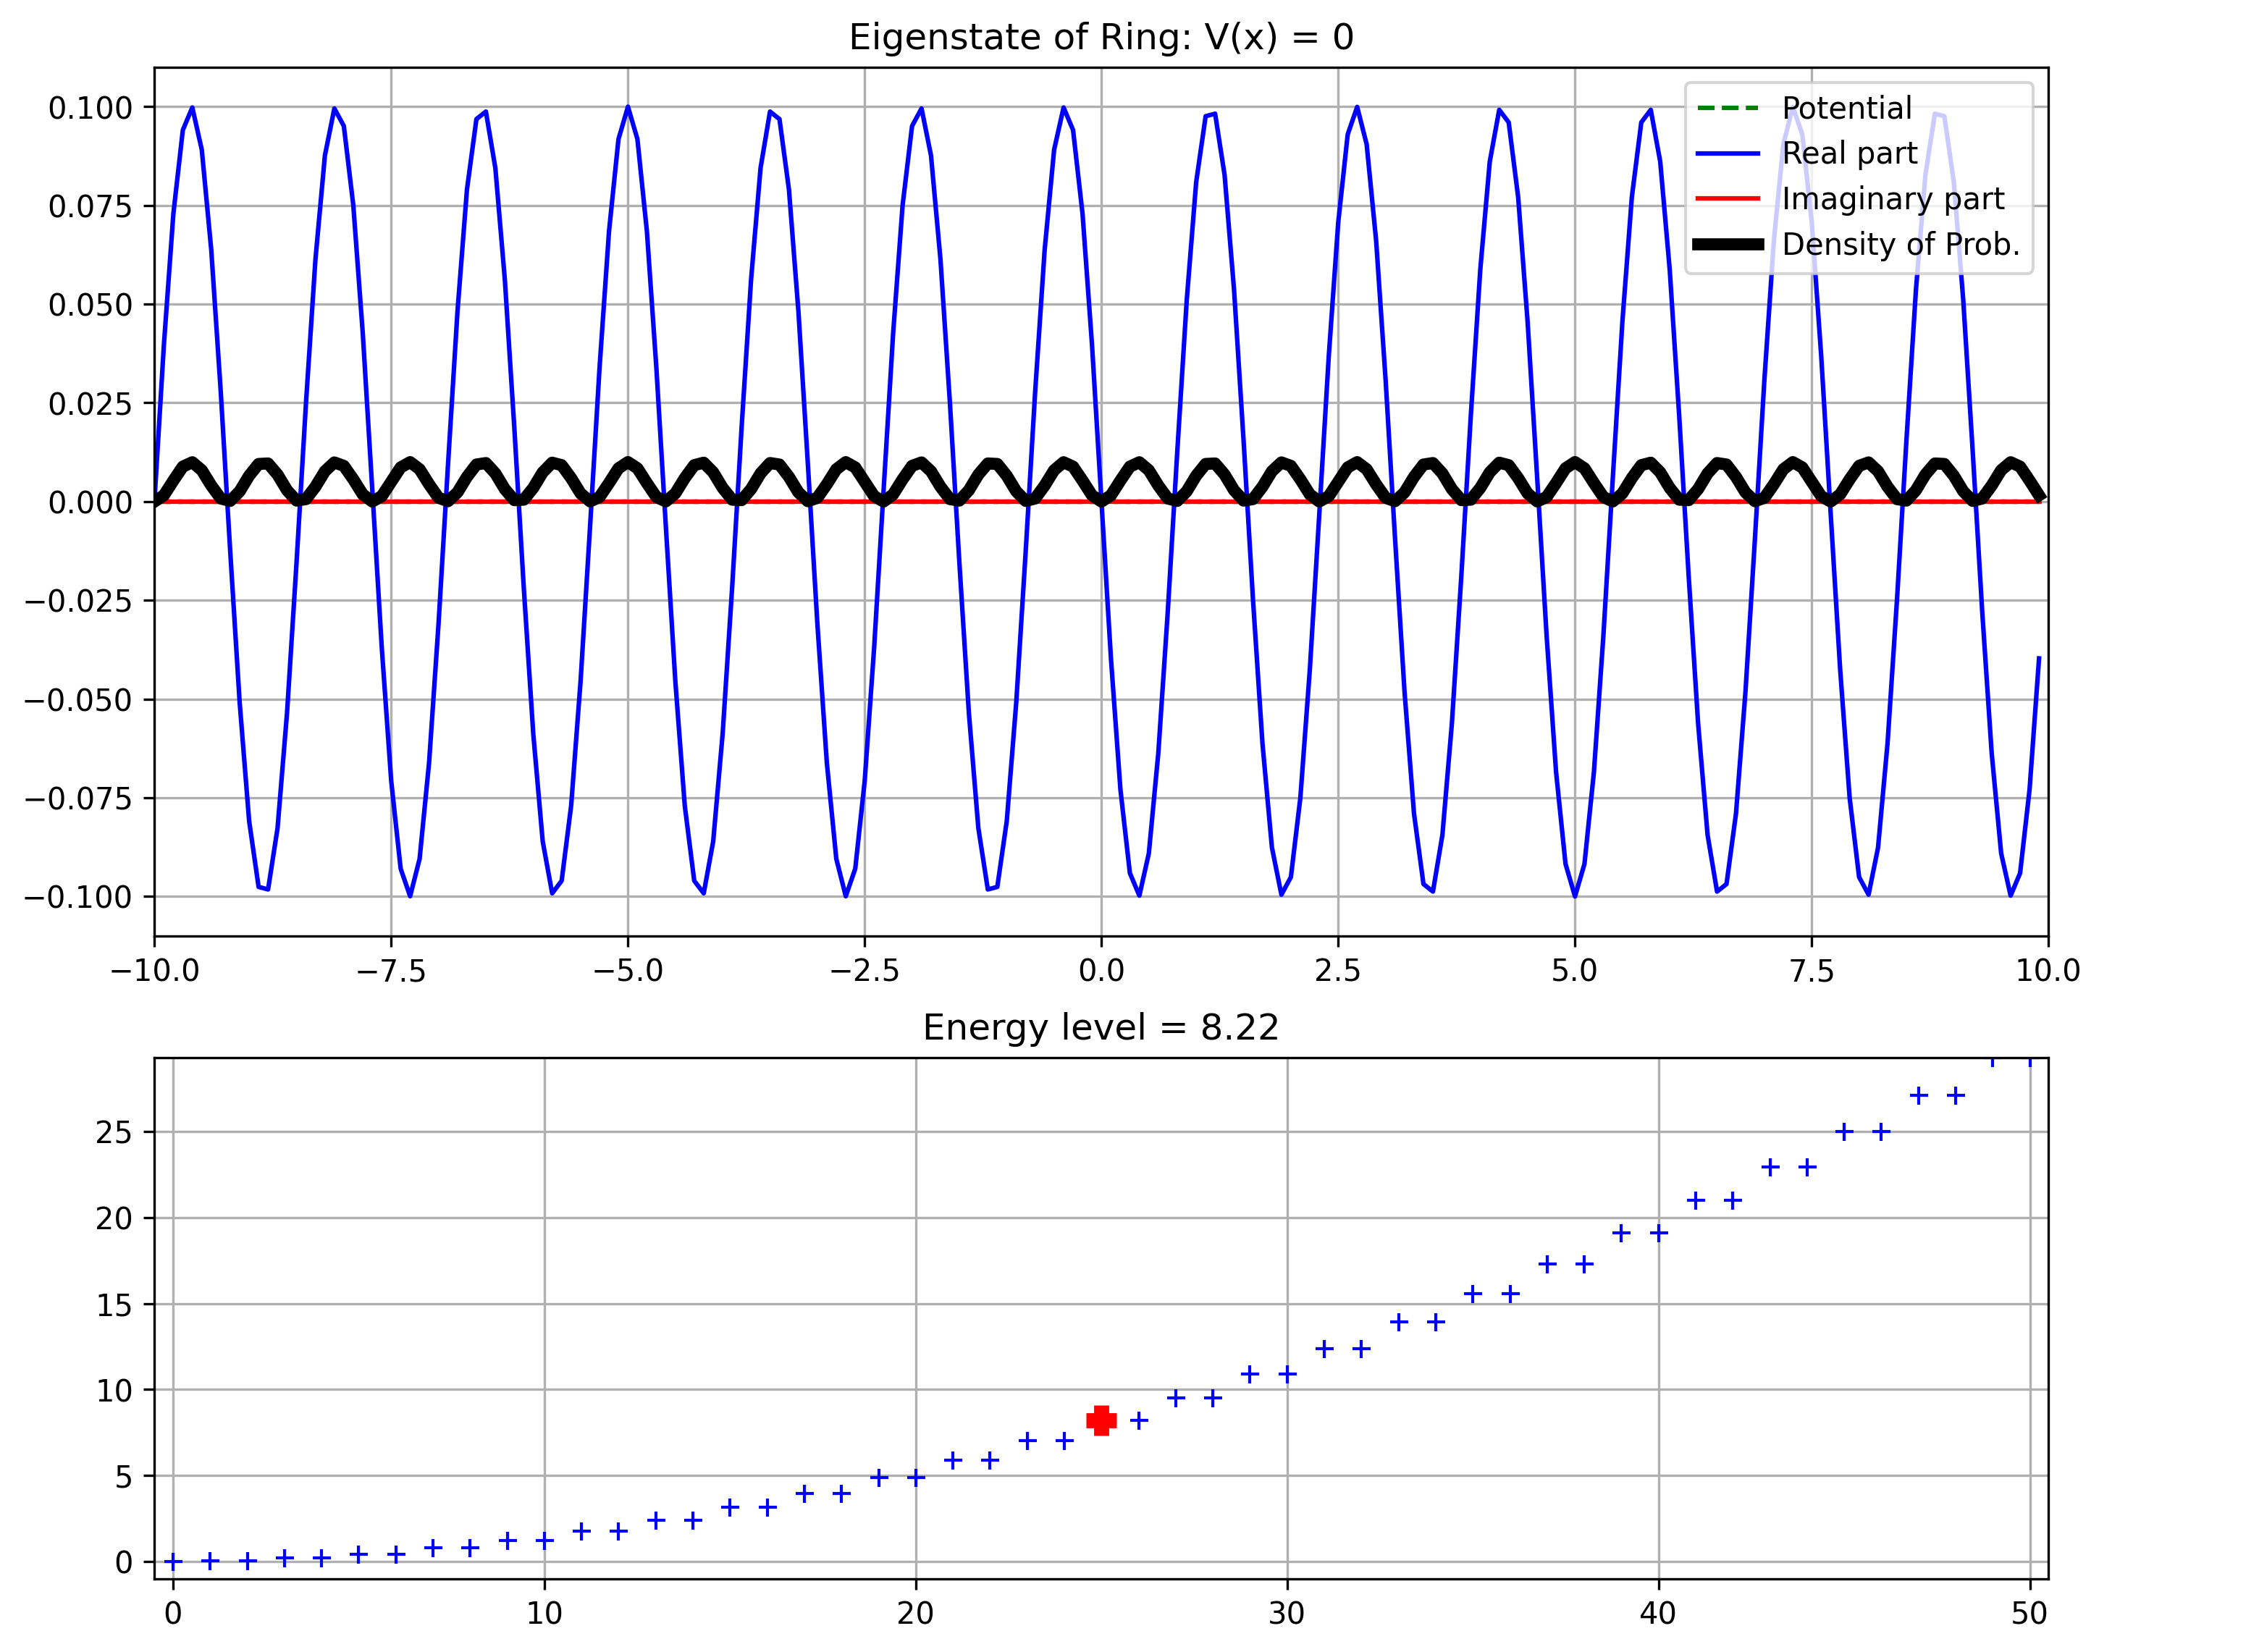 Eigenstate of Ring: V(x) = 0
0.100
0.075
0.050
0.025
0.000
−0.025
−0.050
−0.075
−0.100
Potential
Real part
Imaginary part
Density of Prob.
−10.0 −7.5 −5.0 −2.5 0.0 2.5 5.0 7.5 10.0
Energy level = 8.22
25
20
15
10
5
0
0 10 20 30 40 50